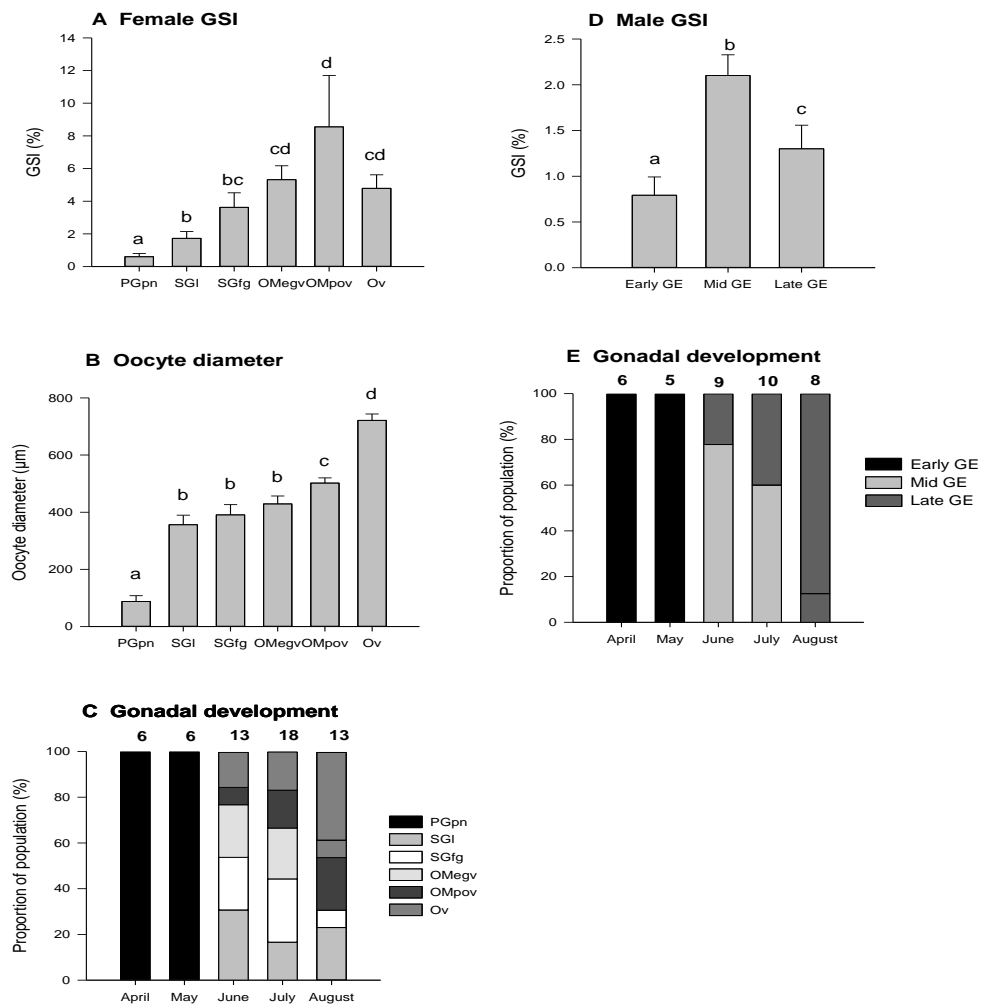 A Female GSI
14
12
10
8
6
4
2
0
GSI (%)
a
b
bc
cd
d
cd
PGpn SGl SGfg OMegv OMpov Ov
D Male GSI
2.5
2.0
1.5
1.0
0.5
0.0
GSI (%)
a
b
c
Early GE Mid GE Late GE
B Oocyte diameter
800
600
400
200
0
Oocyte diameter (µm)
a
b
b
b
c
d
PGpn SGl SGfg OMegv OMpov Ov
E Gonadal development
6 5 9 10 8
100
80
60
40
20
0
Proportion of population (%)
April May June July August
Early GE
Mid GE
Late GE
C Gonadal development
6 6 13 18 13
100
80
60
40
20
0
Proportion of population (%)
April May June July August
PGpn
SGl
SGfg
OMegv
OMpov
Ov